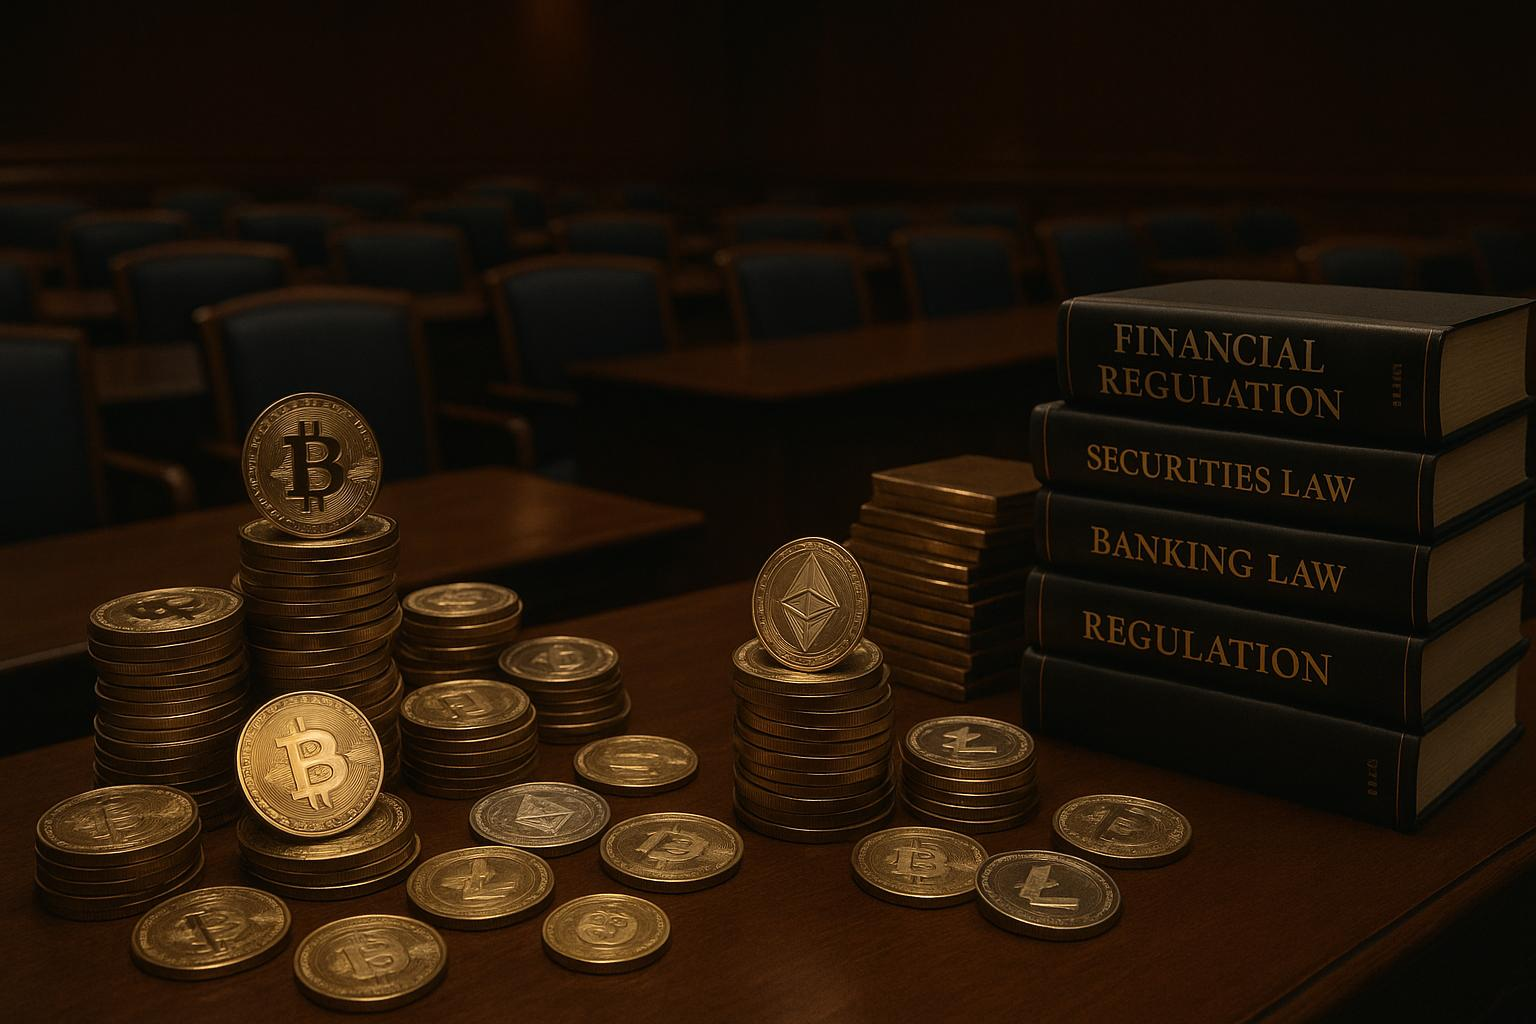 FINANCIAL
REGULATION
SECURITIES LAW
BANKING LAW
REGULATION